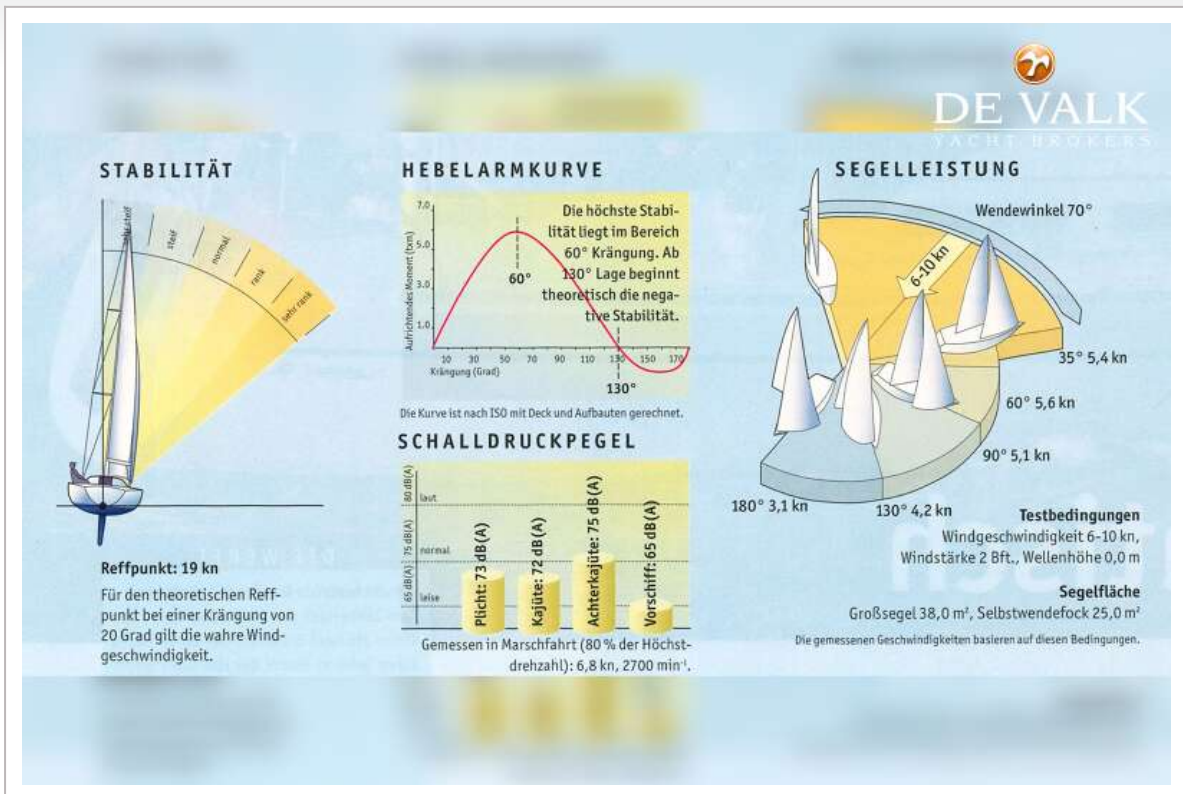 DE VALK
YACHT BROKERS
STABILITÄT
sehr steif
steif
normal
rank
sehr rank
Reffpunkt: 19 kn
Für den theoretischen Reff-
punkt bei einer Krängung von
20 Grad gilt die wahre Wind-
geschwindigkeit.
HEBELARMKURVE
Aufrichtendes Moment (txm)
7.0
5.0
3.0
1.0
Die höchste Stabi-
lität liegt im Bereich
60° Krängung. Ab
130° Lage beginnt
theoretisch die nega-
tive Stabilität.
60°
10 30 50 70 90 110 130 150 170
Krängung (Grad)
130°
Die Kurve ist nach ISO mit Deck und Aufbauten gerechnet.
SCHALLDRUCKPEGEL
80 dB(A)
laut
75 dB(A)
normal
65 dB(A)
leise
Plicht: 73 dB(A)
Kajüte: 72 dB(A)
Achterkajüte: 75 dB(A)
Vorschiff: 65 dB(A)
Gemessen in Marschfahrt (80 % der Höchst-
drehzahl): 6,8 kn, 2700 min⁻¹.
SEGELLEISTUNG
Wendewinkel 70°
6-10 kn
35° 5,4 kn
60° 5,6 kn
90° 5,1 kn
130° 4,2 kn
180° 3,1 kn
Testbedingungen
Windgeschwindigkeit 6-10 kn,
Windstärke 2 Bft., Wellenhöhe 0,0 m
Segelfläche
Großsegel 38,0 m², Selbstwendefock 25,0 m²
Die gemessenen Geschwindigkeiten basieren auf diesen Bedingungen.